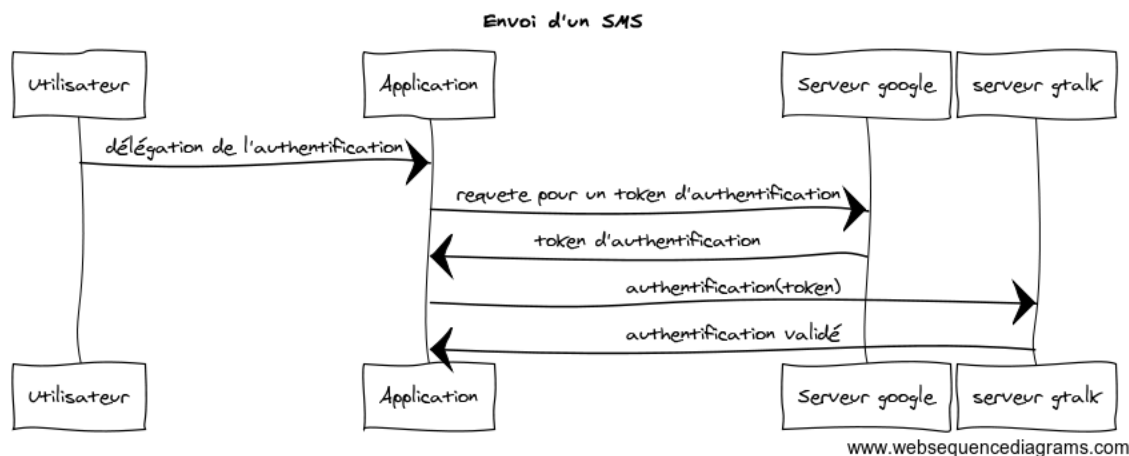 Envoi d'un SMS
Utilisateur
Application
Serveur google
serveur gtalk
délégation de l'authentification
requete pour un token d'authentification
token d'authentification
authentification(token)
authentification validé
Utilisateur
Application
Serveur google
serveur gtalk
www.websequencediagrams.com